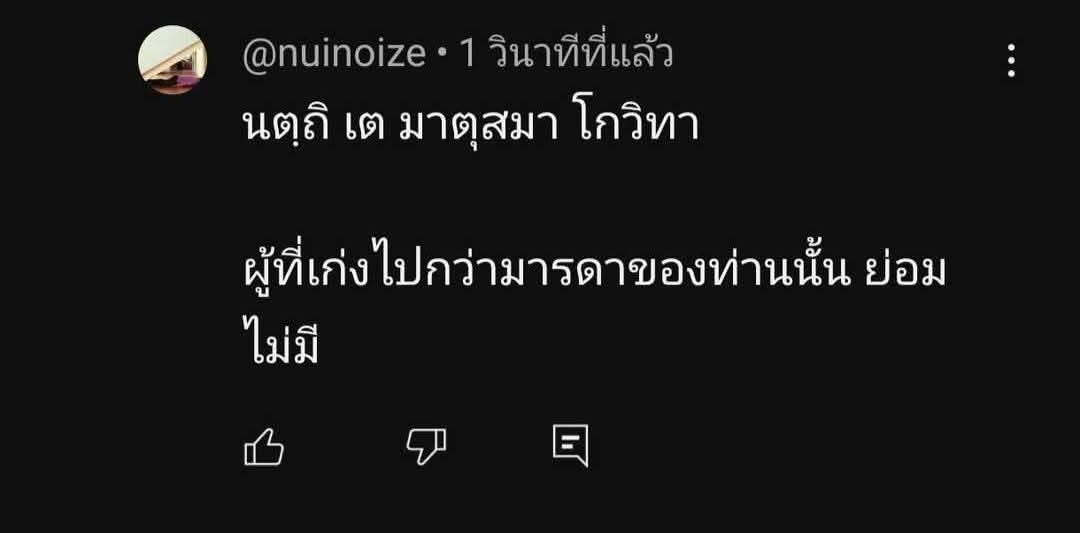 @nuinoize • 1 วินาทีที่แล้ว
นตฺถิ เต มาตุสมา โกวิทา
ผู้ที่เก่งไปกว่ามารดาของท่านนั้น ย่อม
ไม่มี